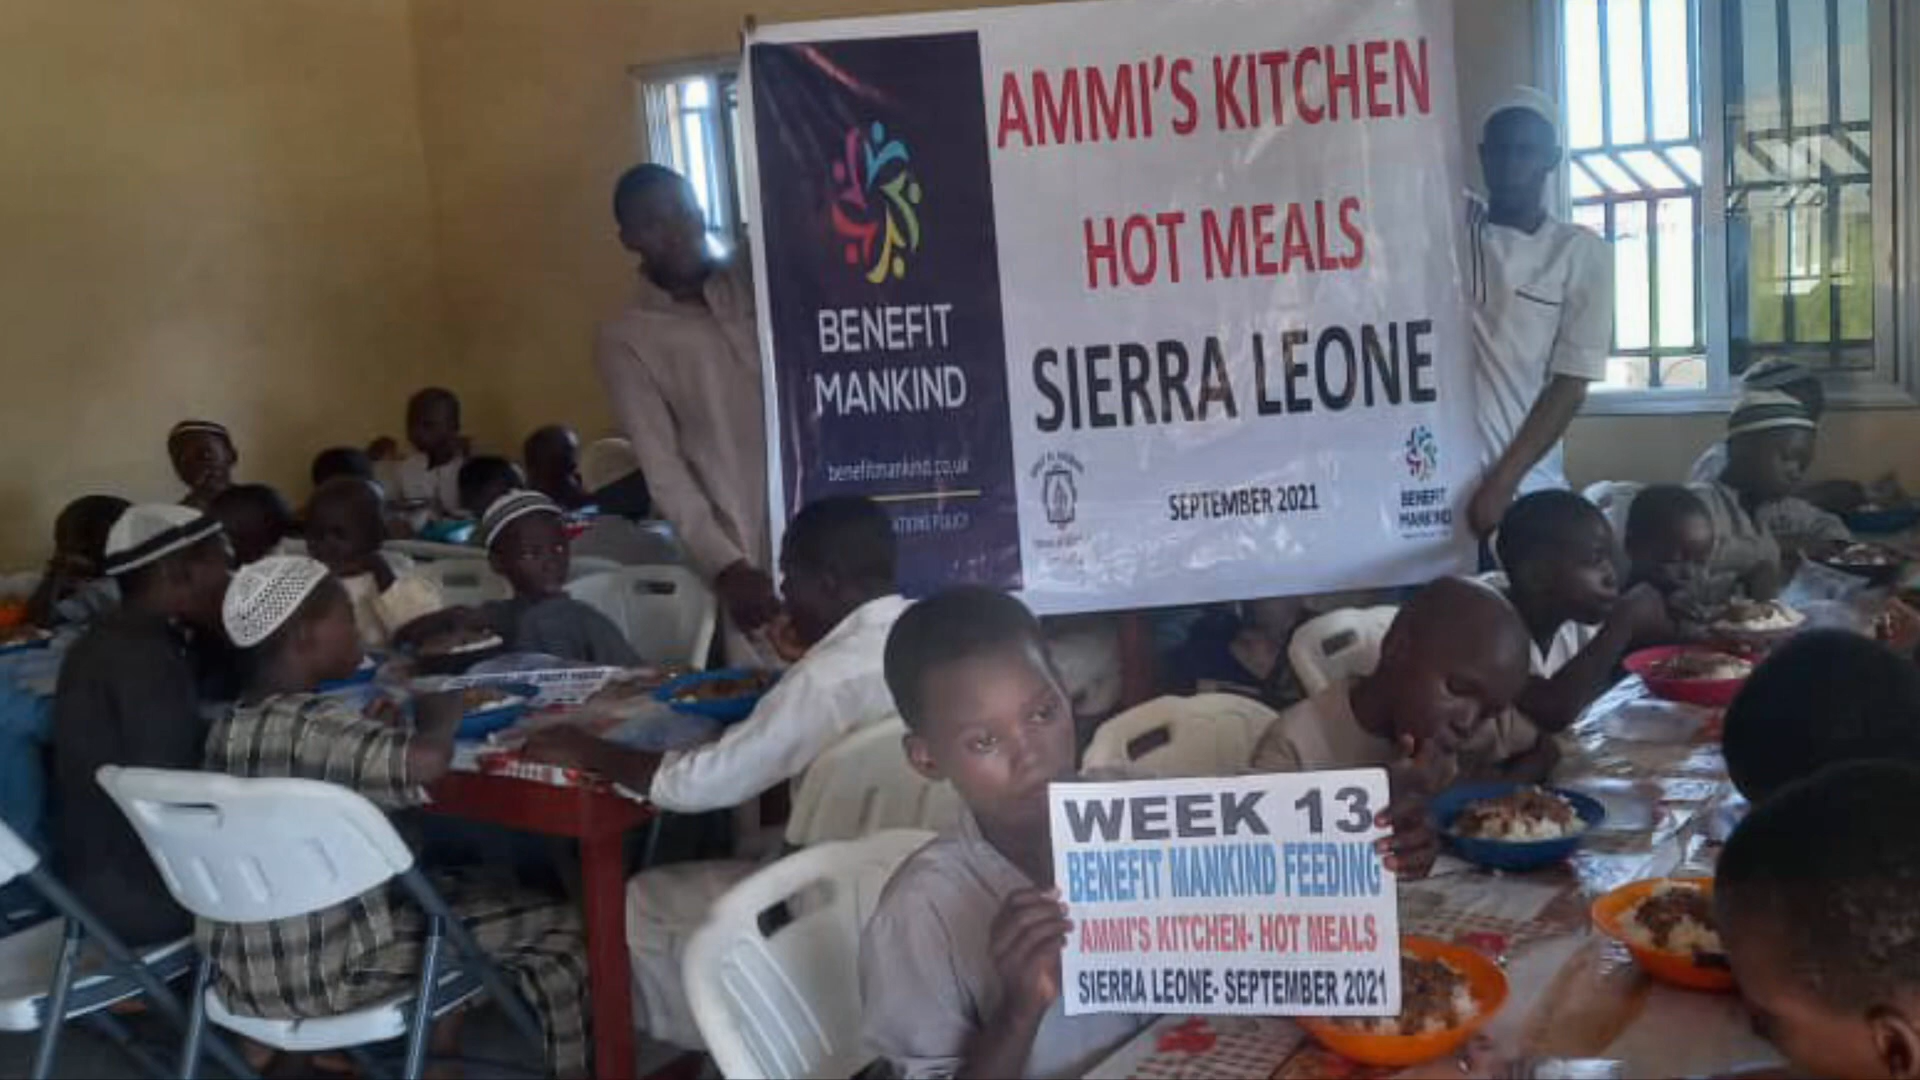 AMMI'S KITCHEN
HOT MEALS
SIERRA LEONE
SEPTEMBER 2021
BENEFIT
MANKIND
benefitmankind.co.uk
POLICY
BENEFIT
MANKIND
WEEK 13
BENEFIT MANKIND FEEDING
AMMI'S KITCHEN- HOT MEALS
SIERRA LEONE- SEPTEMBER 2021